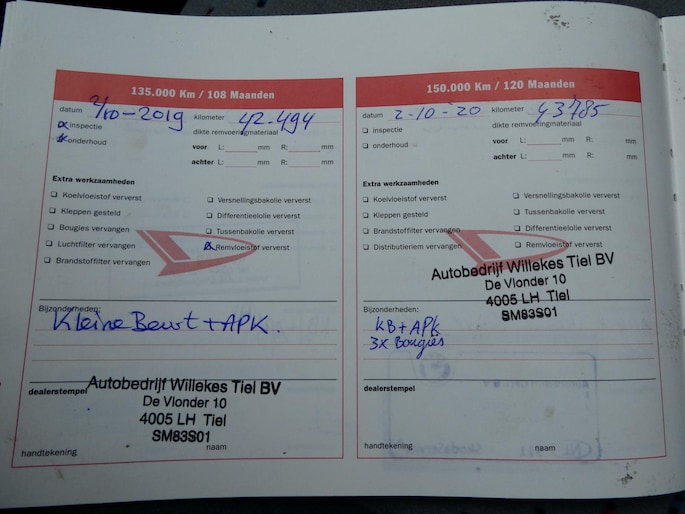 135.000 Km / 108 Maanden
datum 2/10-2019 kilometer 42.494
inspectie
onderhoud
dikte remvoeringmateriaal
voor L: mm R: mm
achter L: mm R: mm
Extra werkzaamheden
Koelvloeistof ververst
Kleppen gesteld
Bougies vervangen
Luchtfilter vervangen
Brandstoffilter vervangen
Versnellingsbakolie ververst
Differentieelolie ververst
Tussenbakolie ververst
Remvloeistof ververst
Bijzonderheden:
Kleine Beurt + APK.
dealerstempel
Autobedrijf Willekes Tiel BV
De Vlonder 10
4005 LH Tiel
SM83S01
handtekening naam
150.000 Km / 120 Maanden
datum 2-10-'20 kilometer 43785
inspectie
onderhoud
dikte remvoeringmateriaal
voor L: mm R: mm
achter L: mm R: mm
Extra werkzaamheden
Koelvloeistof ververst
Kleppen gesteld
Brandstoffilter vervangen
Distributieriem vervangen
Versnellingsbakolie ververst
Tussenbakolie ververst
Differentieelolie ververst
Remvloeistof ververst
Autobedrijf Willekes Tiel BV
De Vlonder 10
4005 LH Tiel
SM83S01
Bijzonderheden:
KB + APK
3x Bougies
dealerstempel
handtekening naam